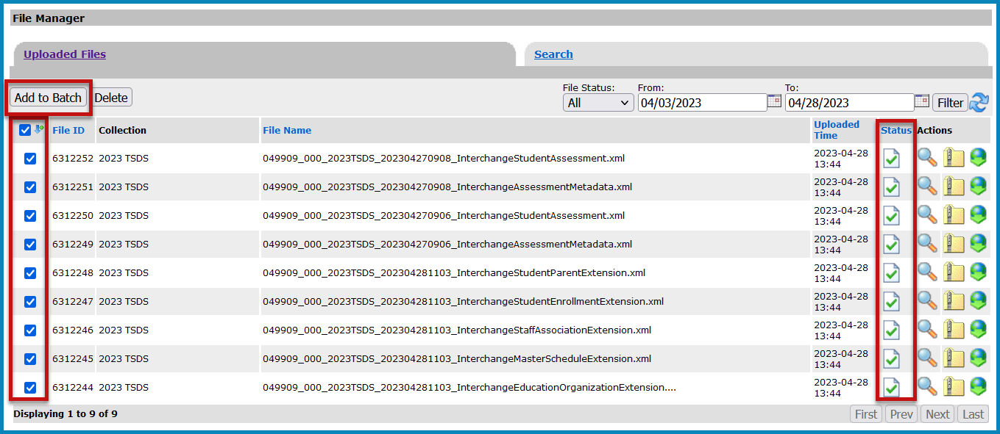 File Manager
Uploaded Files
Search
Add to Batch Delete
File Status: From: To:
All 04/03/2023 04/28/2023 Filter
File ID Collection File Name Uploaded Time Status Actions
6312252 2023 TSDS 049909_000_2023TSDS_202304270908_InterchangeStudentAssessment.xml 2023-04-28 13:44
6312251 2023 TSDS 049909_000_2023TSDS_202304270908_InterchangeAssessmentMetadata.xml 2023-04-28 13:44
6312250 2023 TSDS 049909_000_2023TSDS_202304270906_InterchangeStudentAssessment.xml 2023-04-28 13:44
6312249 2023 TSDS 049909_000_2023TSDS_202304270906_InterchangeAssessmentMetadata.xml 2023-04-28 13:44
6312248 2023 TSDS 049909_000_2023TSDS_202304281103_InterchangeStudentParentExtension.xml 2023-04-28 13:44
6312247 2023 TSDS 049909_000_2023TSDS_202304281103_InterchangeStudentEnrollmentExtension.xml 2023-04-28 13:44
6312246 2023 TSDS 049909_000_2023TSDS_202304281103_InterchangeStaffAssociationExtension.xml 2023-04-28 13:44
6312245 2023 TSDS 049909_000_2023TSDS_202304281103_InterchangeMasterScheduleExtension.xml 2023-04-28 13:44
6312244 2023 TSDS 049909_000_2023TSDS_202304281103_InterchangeEducationOrganizationExtension.... 2023-04-28 13:44
Displaying 1 to 9 of 9 First Prev Next Last